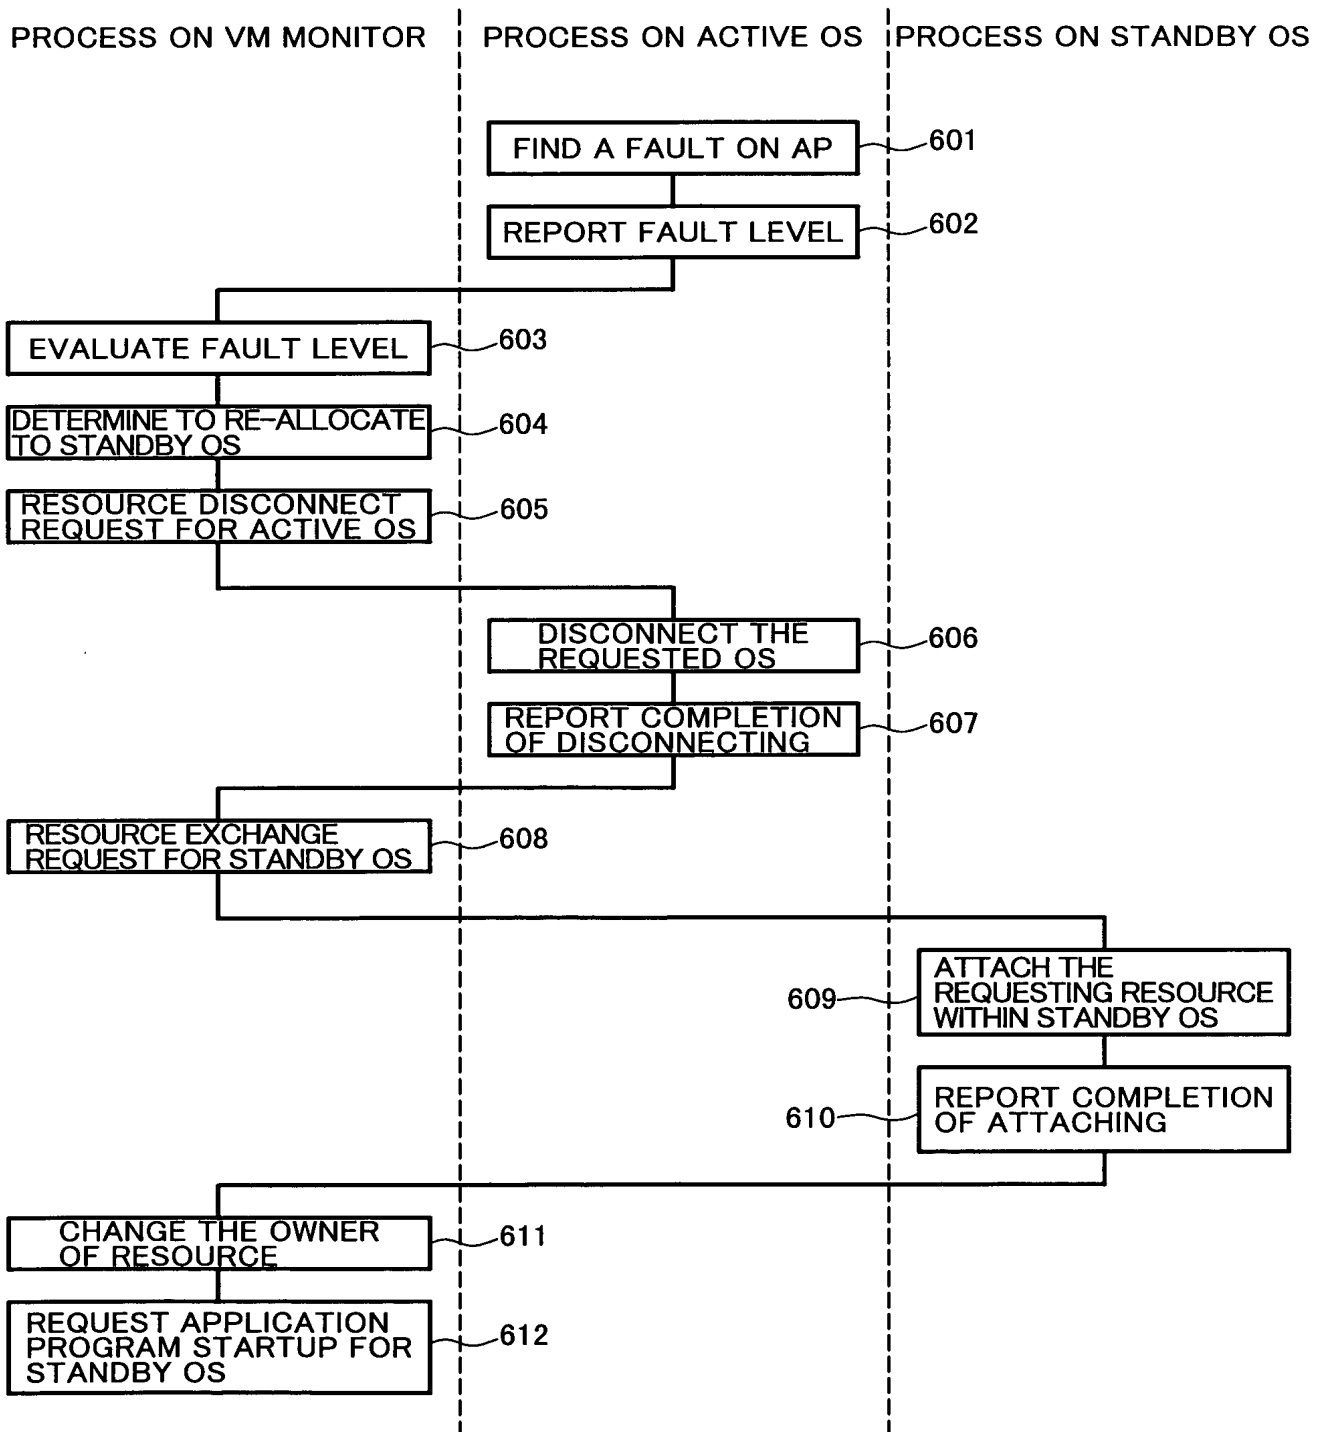 PROCESS ON VM MONITOR
PROCESS ON ACTIVE OS
PROCESS ON STANDBY OS
FIND A FAULT ON AP
601
REPORT FAULT LEVEL
602
EVALUATE FAULT LEVEL
603
DETERMINE TO RE-ALLOCATE
TO STANDBY OS
604
RESOURCE DISCONNECT
REQUEST FOR ACTIVE OS
605
DISCONNECT THE
REQUESTED OS
606
REPORT COMPLETION
OF DISCONNECTING
607
RESOURCE EXCHANGE
REQUEST FOR STANDBY OS
608
ATTACH THE
REQUESTING RESOURCE
WITHIN STANDBY OS
609
REPORT COMPLETION
OF ATTACHING
610
CHANGE THE OWNER
OF RESOURCE
611
REQUEST APPLICATION
PROGRAM STARTUP FOR
STANDBY OS
612